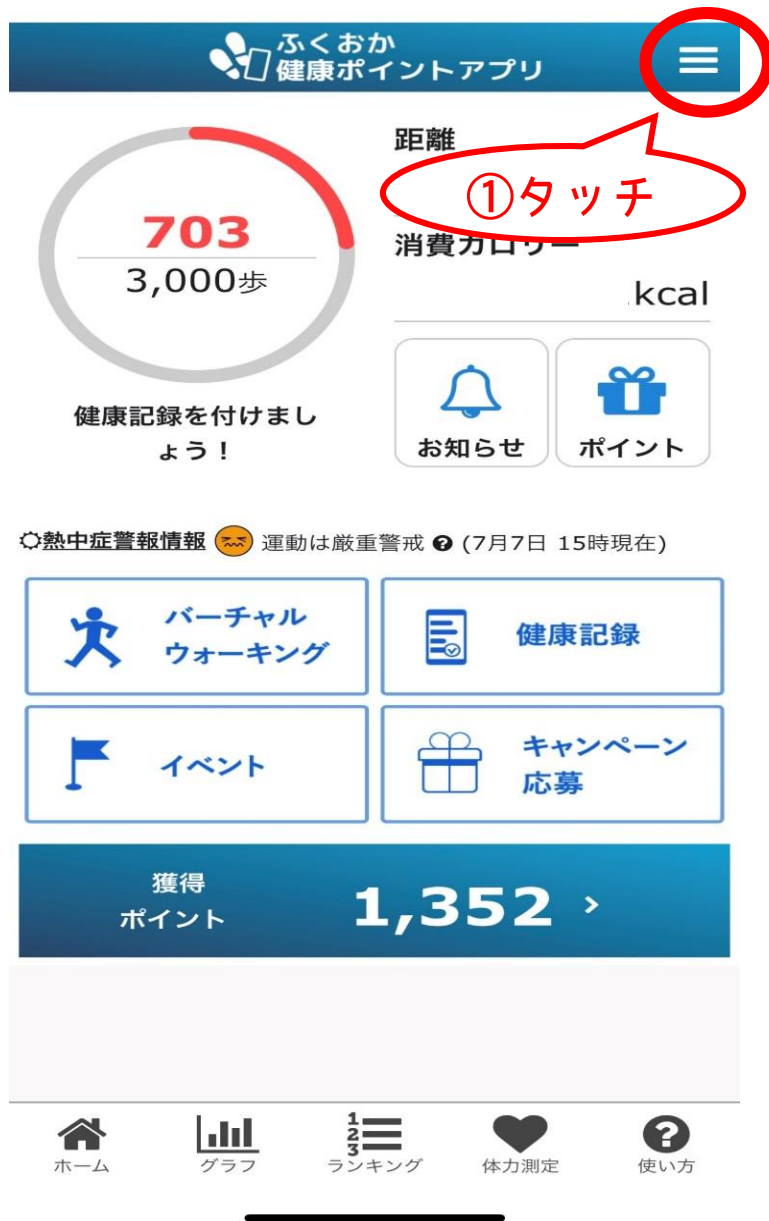 ふくおか
健康ポイントアプリ
①タッチ
距離
703
3,000歩
消費カロリー
kcal
健康記録を付けまし
ょう！
お知らせ
ポイント
熱中症警報情報 運動は厳重警戒 ? (7月7日 15時現在)
バーチャル
ウォーキング
健康記録
イベント
キャンペーン
応募
獲得
ポイント
1,352 ›
ホーム
グラフ
1
2
3
ランキング
体力測定
?
使い方